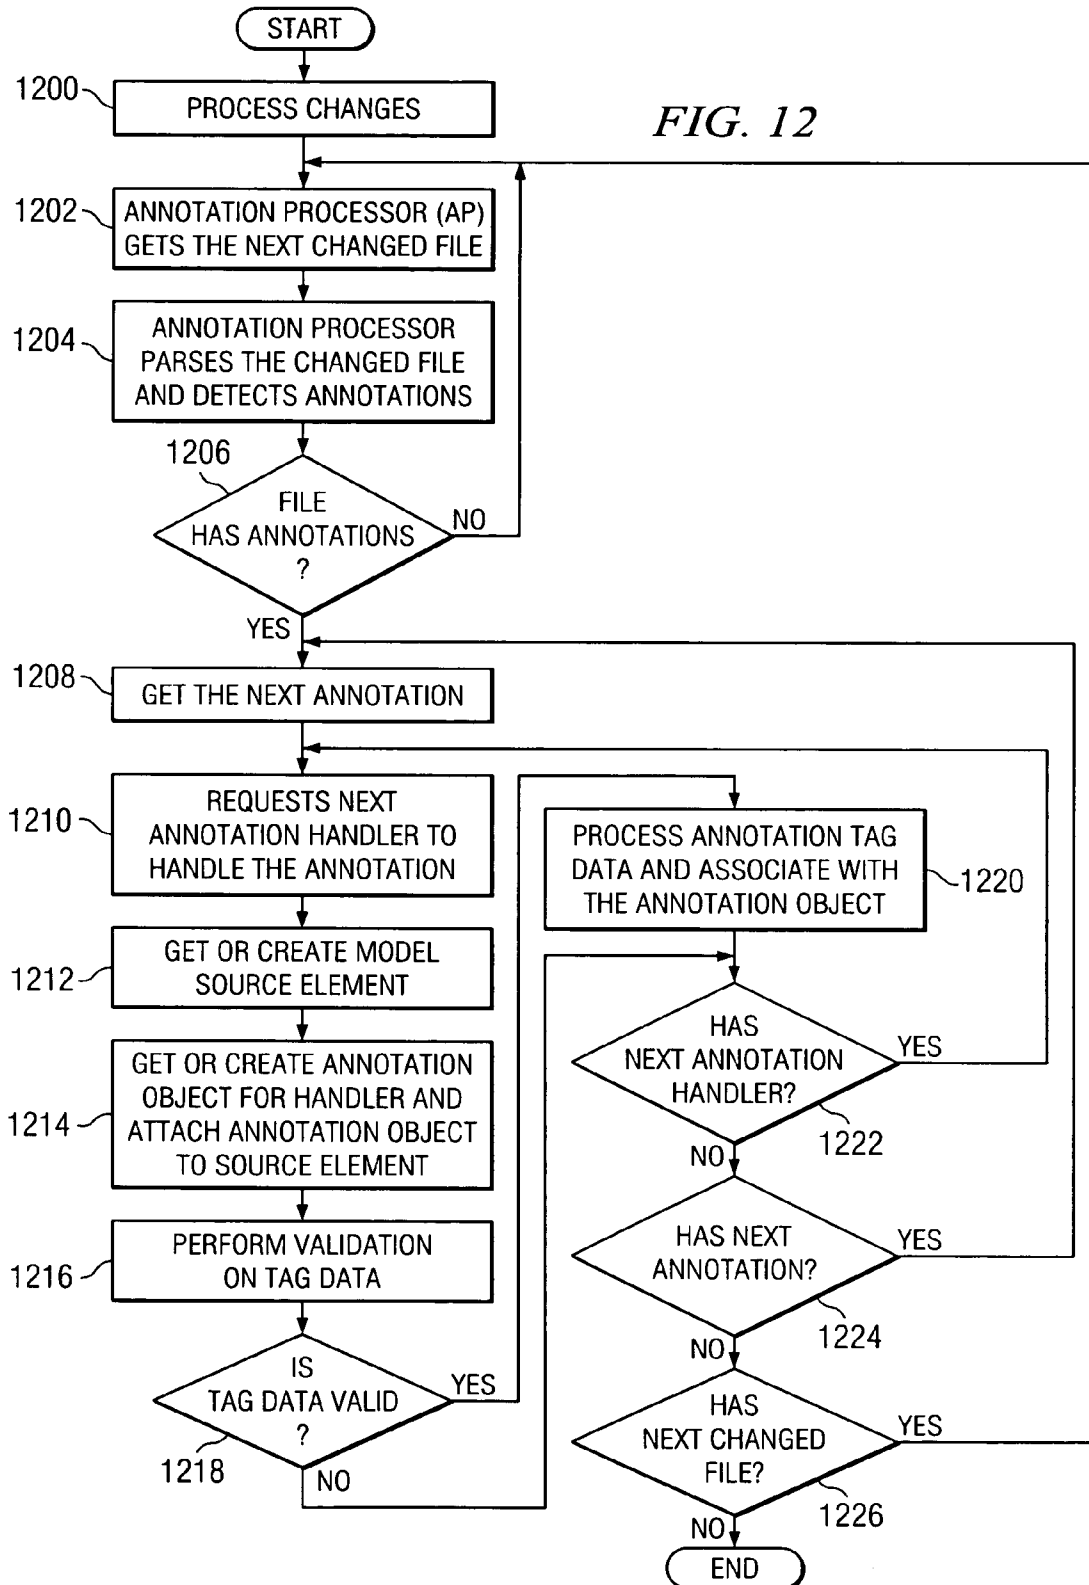 START
1200
PROCESS CHANGES
FIG. 12
1202
ANNOTATION PROCESSOR (AP)
GETS THE NEXT CHANGED FILE
1204
ANNOTATION PROCESSOR
PARSES THE CHANGED FILE
AND DETECTS ANNOTATIONS
1206
FILE
HAS ANNOTATIONS
?
NO
YES
1208
GET THE NEXT ANNOTATION
1210
REQUESTS NEXT
ANNOTATION HANDLER TO
HANDLE THE ANNOTATION
1212
GET OR CREATE MODEL
SOURCE ELEMENT
1214
GET OR CREATE ANNOTATION
OBJECT FOR HANDLER AND
ATTACH ANNOTATION OBJECT
TO SOURCE ELEMENT
1216
PERFORM VALIDATION
ON TAG DATA
IS
TAG DATA VALID
?
YES
1218
NO
PROCESS ANNOTATION TAG
DATA AND ASSOCIATE WITH
THE ANNOTATION OBJECT
1220
HAS
NEXT ANNOTATION
HANDLER?
YES
1222
NO
HAS NEXT
ANNOTATION?
YES
1224
NO
HAS
NEXT CHANGED
FILE?
YES
1226
NO
END